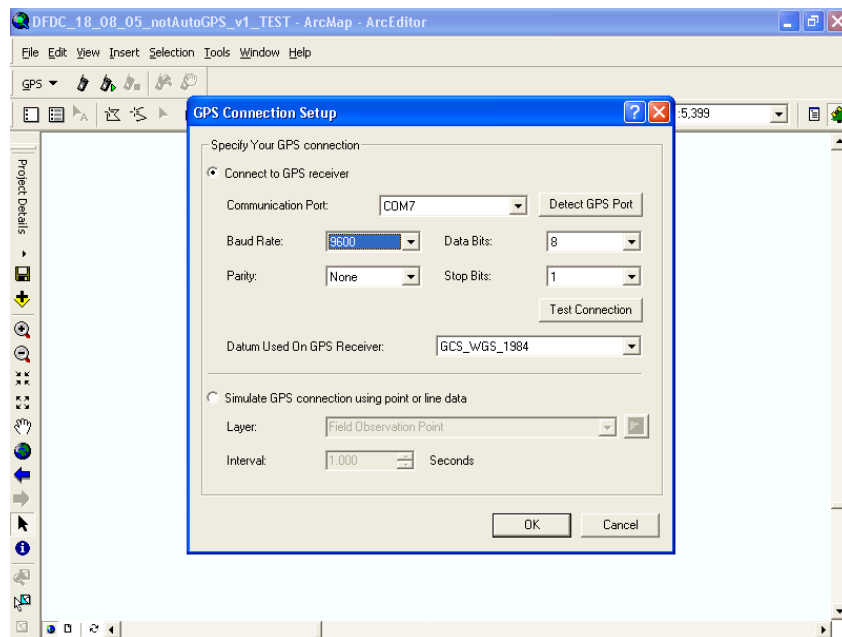 DFDC_18_08_05_notAutoGPS_v1_TEST - ArcMap - ArcEditor
File Edit View Insert Selection Tools Window Help
GPS
GPS Connection Setup
:5,399
Specify Your GPS connection
Connect to GPS receiver
Communication Port: COM7 Detect GPS Port
Baud Rate: 9600 Data Bits: 8
Parity: None Stop Bits: 1
Test Connection
Datum Used On GPS Receiver: GCS_WGS_1984
Simulate GPS connection using point or line data
Layer: Field Observation Point
Interval: 1.000 Seconds
OK Cancel
Project Details